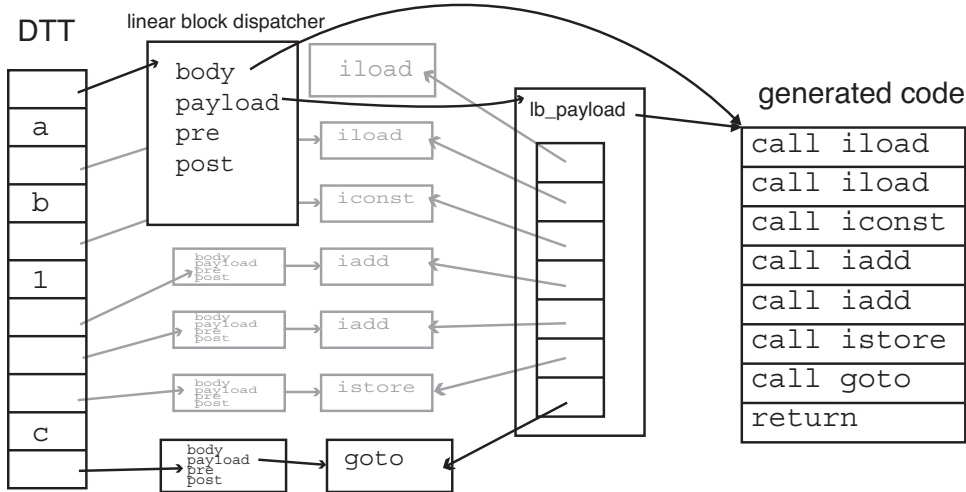 DTT
a
b
1
c
linear block dispatcher
body
payload
pre
post
iload
iload
iconst
body
payload
pre
post
iadd
body
payload
pre
post
iadd
body
payload
pre
post
istore
body
payload
pre
post
goto
lb_payload
generated code
call iload
call iload
call iconst
call iadd
call iadd
call istore
call goto
return